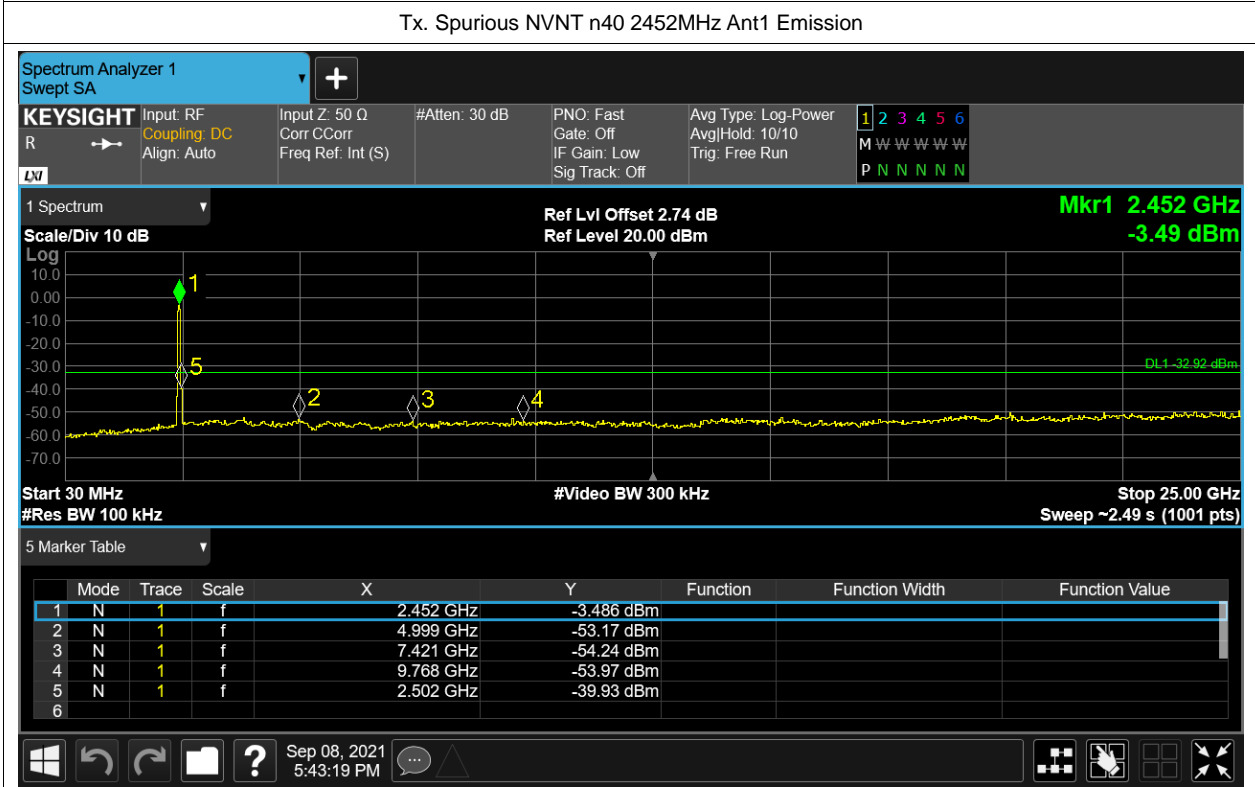 Tx. Spurious NVNT n40 2452MHz Ant1 Emission
Spectrum Analyzer 1
Swept SA
KEYSIGHT
R
LXI
Input: RF
Coupling: DC
Align: Auto
Input Z: 50 Ω
Corr CCorr
Freq Ref: Int (S)
#Atten: 30 dB
PNO: Fast
Gate: Off
IF Gain: Low
Sig Track: Off
Avg Type: Log-Power
Avg|Hold: 10/10
Trig: Free Run
1 2 3 4 5 6
M W W W W W
P N N N N N
1 Spectrum
Scale/Div 10 dB
Ref Lvl Offset 2.74 dB
Ref Level 20.00 dBm
Mkr1 2.452 GHz
-3.49 dBm
Log
10.0
0.00
-10.0
-20.0
-30.0
-40.0
-50.0
-60.0
-70.0
1
5
2
3
4
DL1 -32.92 dBm
Start 30 MHz
#Video BW 300 kHz
Stop 25.00 GHz
#Res BW 100 kHz
Sweep ~2.49 s (1001 pts)
5 Marker Table
Mode Trace Scale X Y Function Function Width Function Value
1 N 1 f 2.452 GHz -3.486 dBm
2 N 1 f 4.999 GHz -53.17 dBm
3 N 1 f 7.421 GHz -54.24 dBm
4 N 1 f 9.768 GHz -53.97 dBm
5 N 1 f 2.502 GHz -39.93 dBm
6
?
Sep 08, 2021
5:43:19 PM